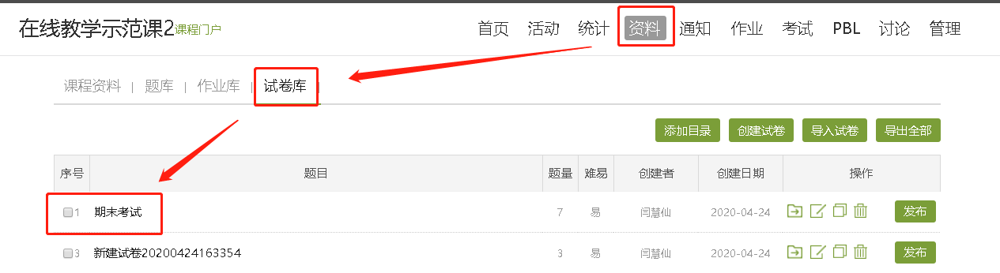 在线教学示范课2课程门户 首页 活动 统计 资料 通知 作业 考试 PBL 讨论 管理
课程资料 | 题库 | 作业库 | 试卷库
添加目录 创建试卷 导入试卷 导出全部
序号 题目 题量 难易 创建者 创建日期 操作
1 期末考试 7 易 闫慧仙 2020-04-24 发布
3 新建试卷20200424163354 3 易 闫慧仙 2020-04-24 发布